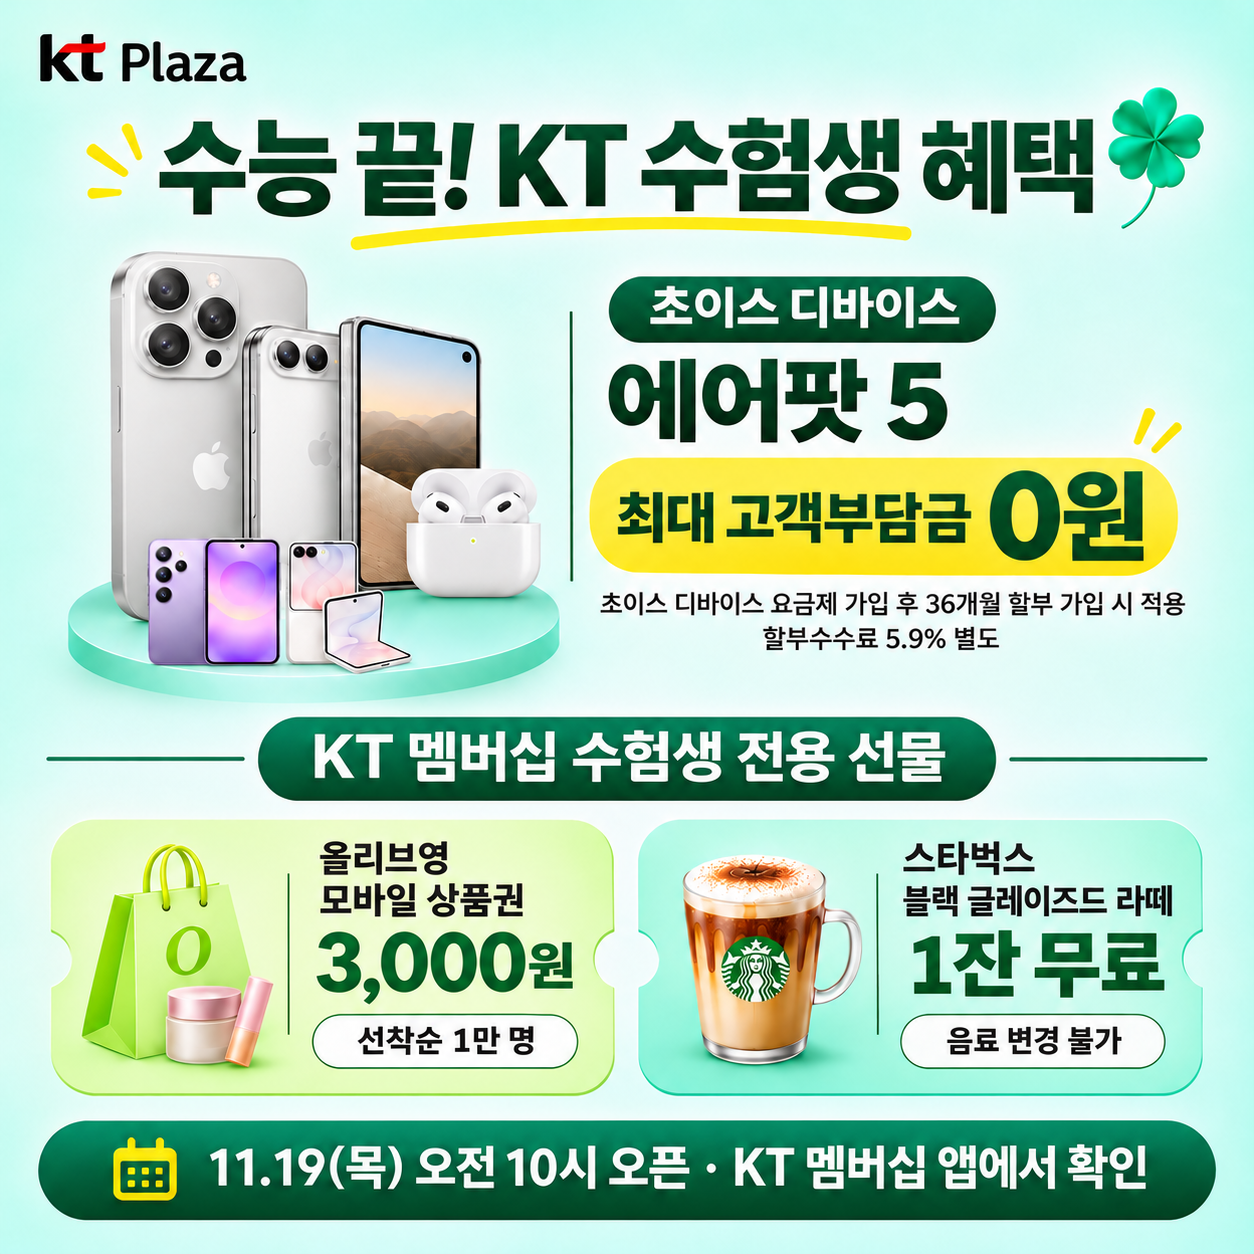 kt Plaza
수능 끝! KT 수험생 혜택
초이스 디바이스
에어팟 5
최대 고객부담금 0원
초이스 디바이스 요금제 가입 후 36개월 할부 가입 시 적용
할부수수료 5.9% 별도
KT 멤버십 수험생 전용 선물
올리브영
모바일 상품권
3,000원
선착순 1만 명
O
스타벅스
블랙 글레이즈드 라떼
1잔 무료
음료 변경 불가
11.19(목) 오전 10시 오픈 · KT 멤버십 앱에서 확인